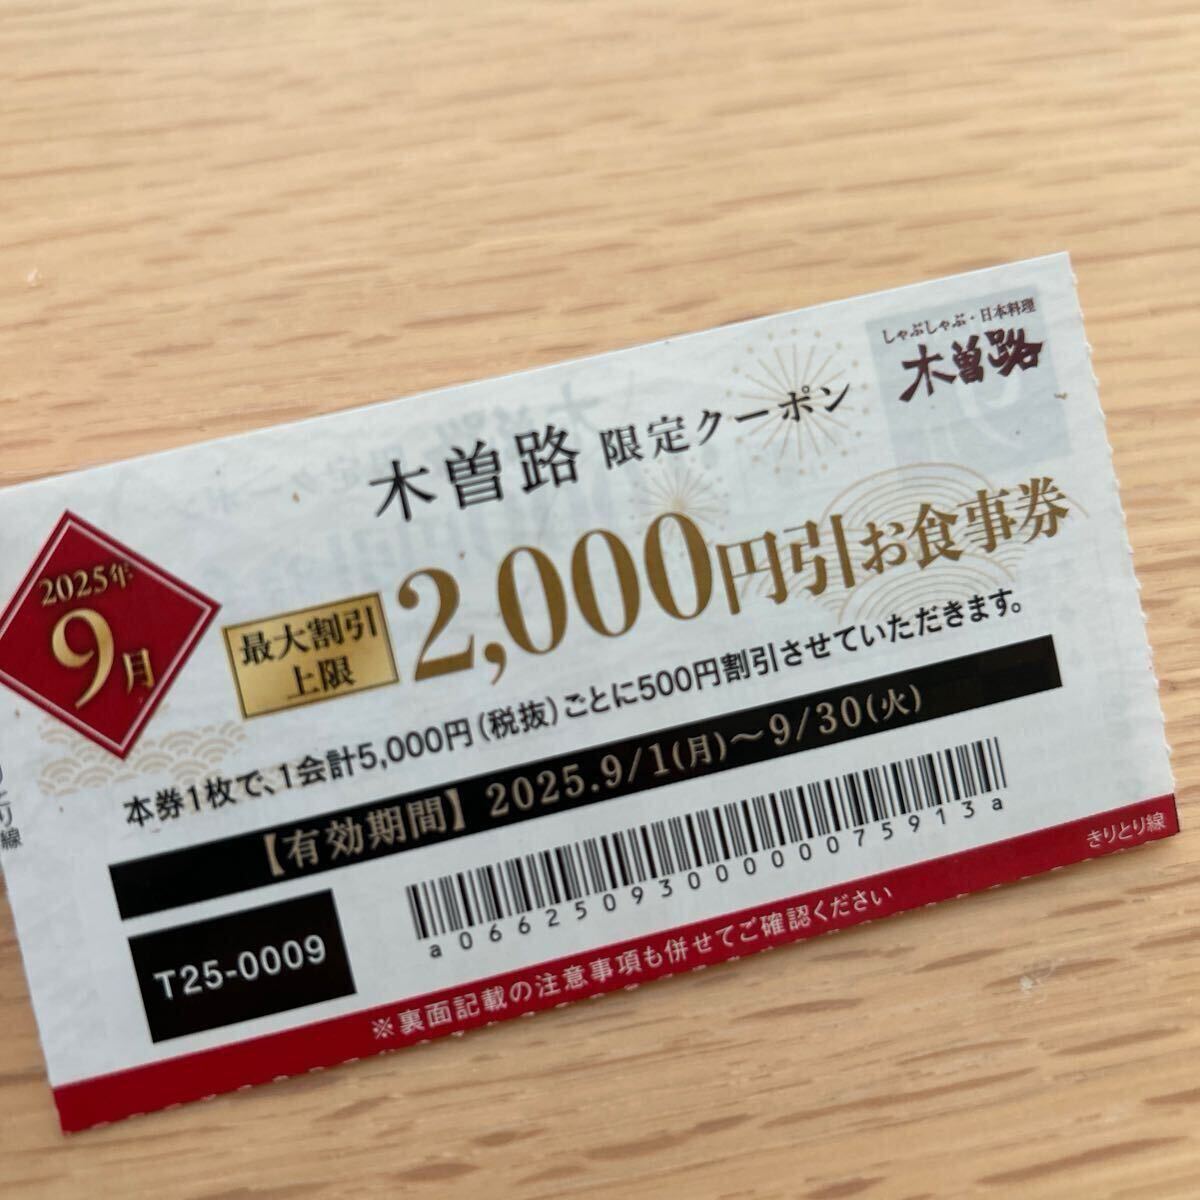 しゃぶしゃぶ・日本料理
木曽路
木曽路 限定クーポン
2025年
9月
最大割引
上限
2,000円引お食事券
本券1枚で、1会計5,000円（税抜）ごとに500円割引させていただきます。
【有効期間】2025.9/1(月)～9/30(火)
T25-0009
a0662509300000075913a
きりとり線
※裏面記載の注意事項も併せてご確認ください
とり線